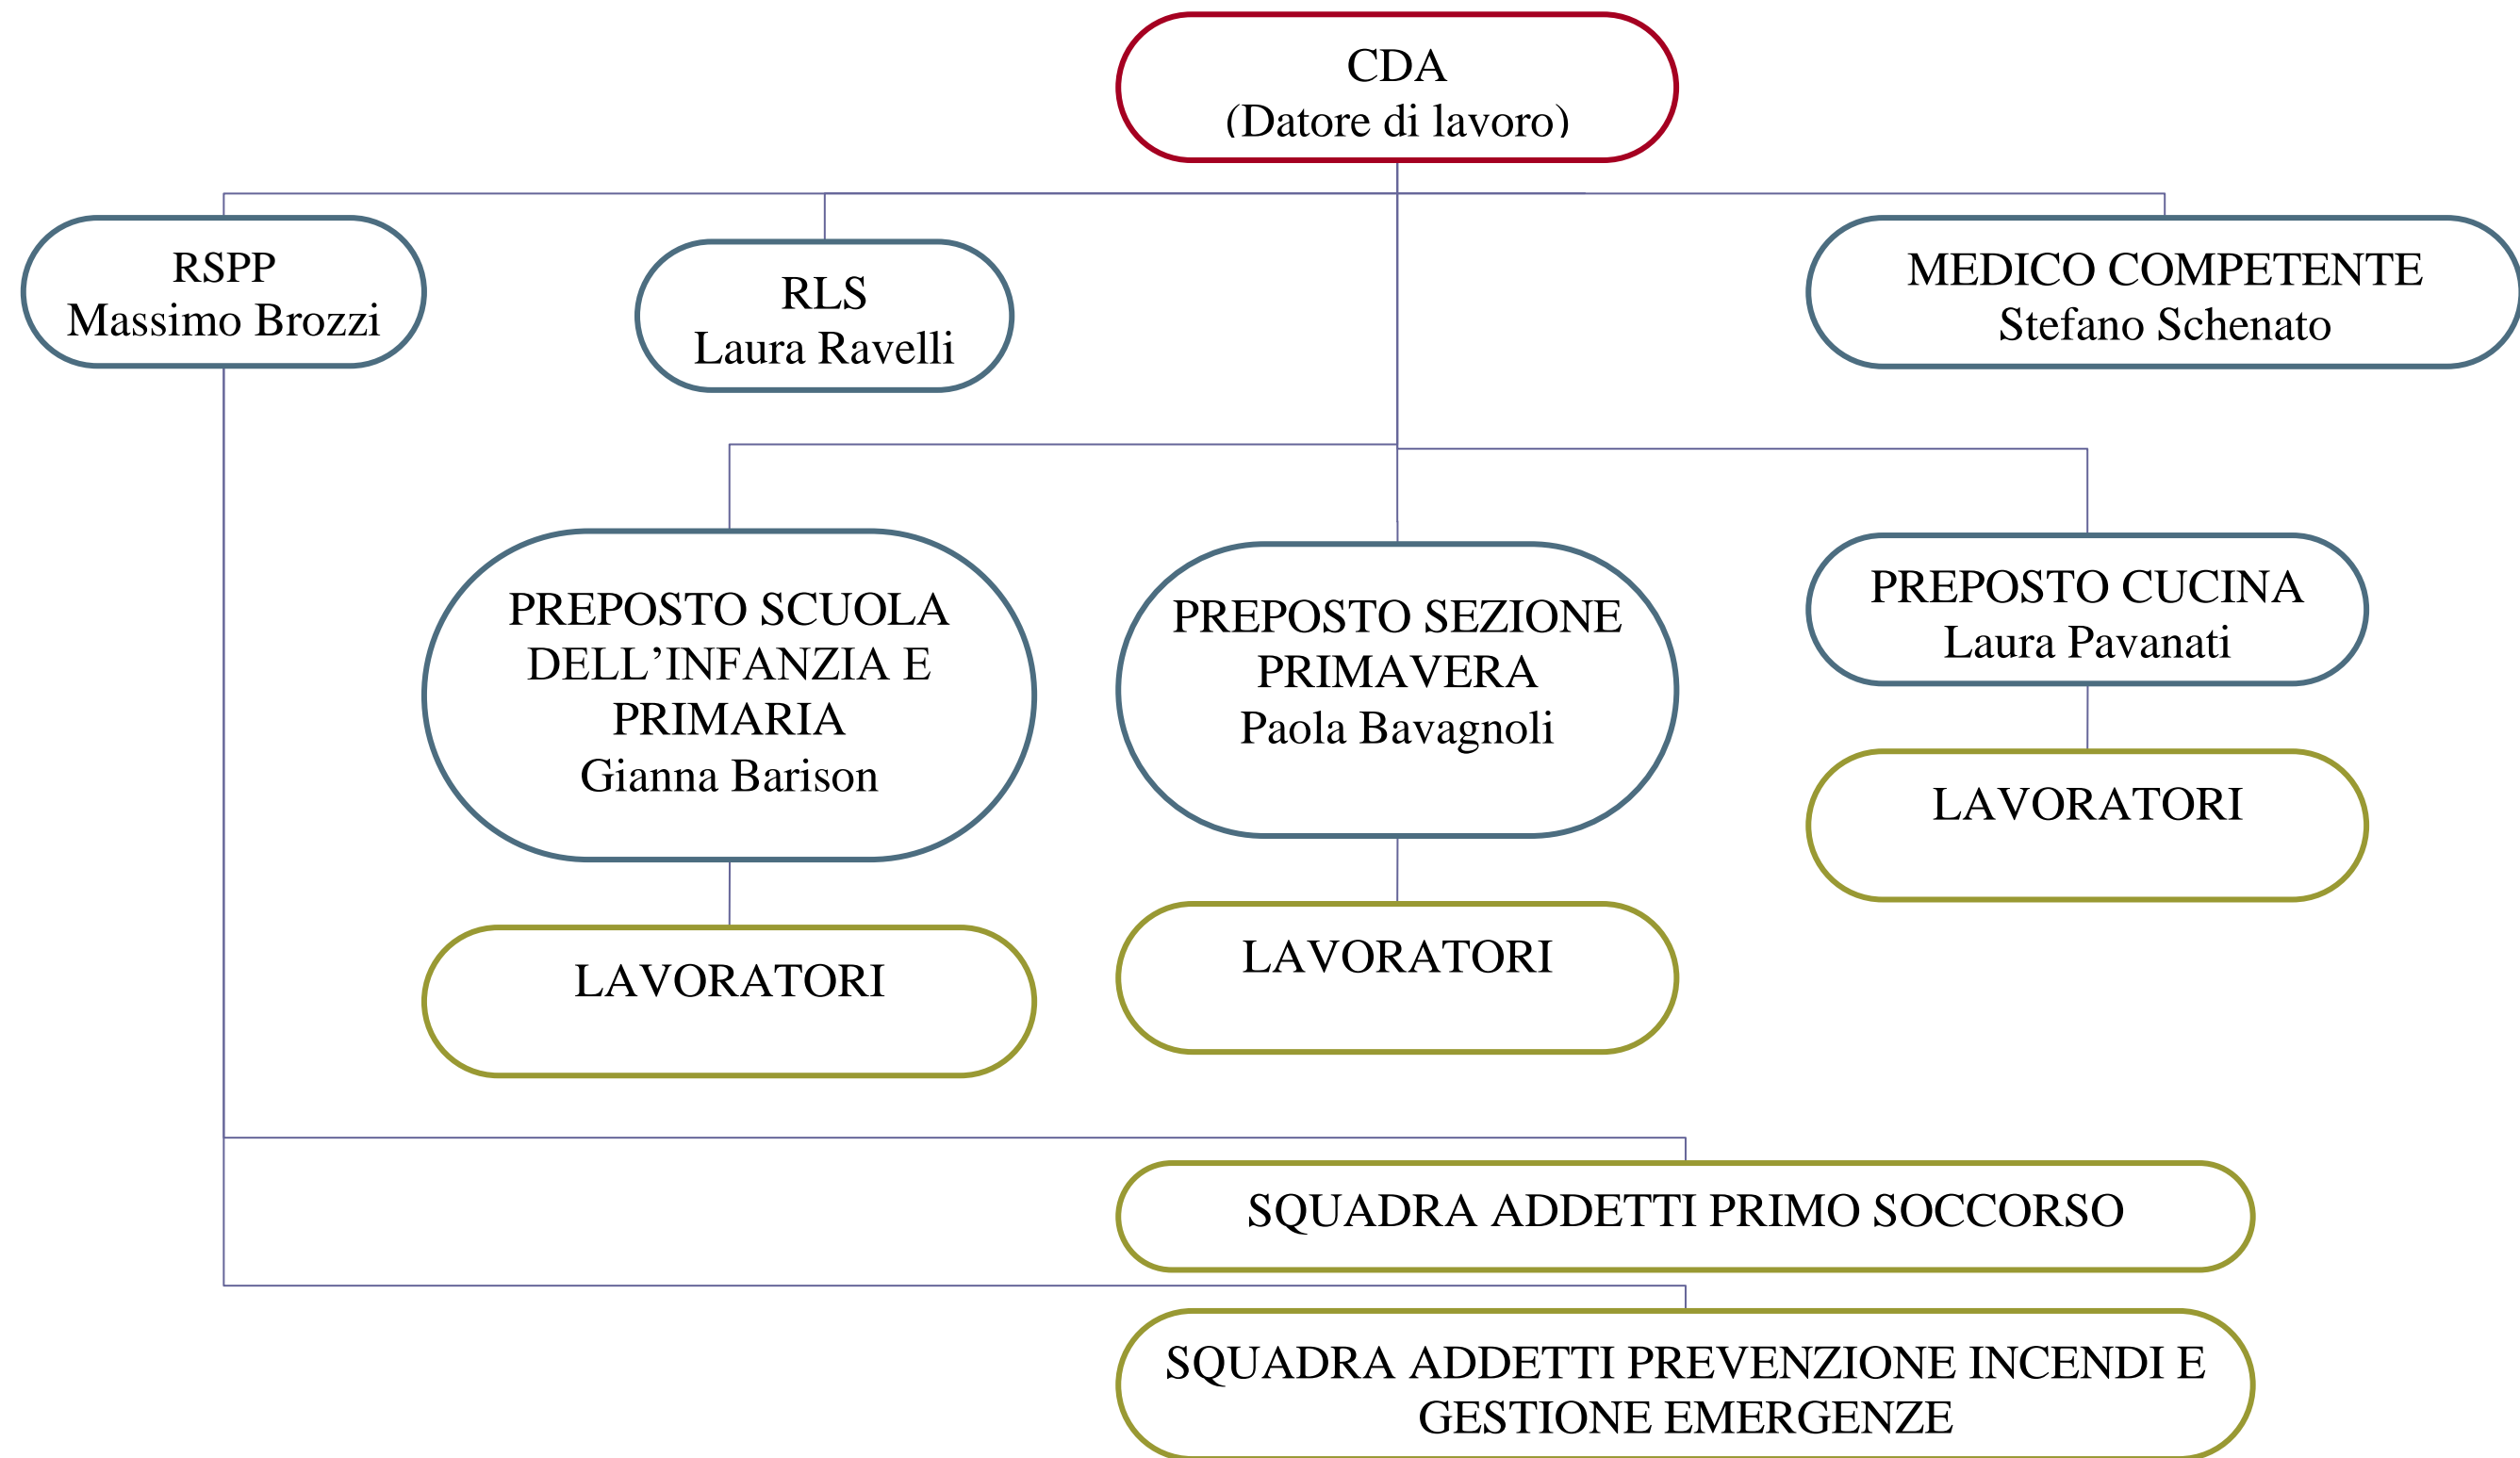 CDA
(Datore di lavoro)
RSPP
Massimo Brozzi
RLS
Laura Ravelli
MEDICO COMPETENTE
Stefano Schenato
PREPOSTO SCUOLA
DELL’INFANZIA E
PRIMARIA
Gianna Barison
PREPOSTO SEZIONE
PRIMAVERA
Paola Bavagnoli
PREPOSTO CUCINA
Laura Pavanati
LAVORATORI
LAVORATORI
LAVORATORI
SQUADRA ADDETTI PRIMO SOCCORSO
SQUADRA ADDETTI PREVENZIONE INCENDI E
GESTIONE EMERGENZE